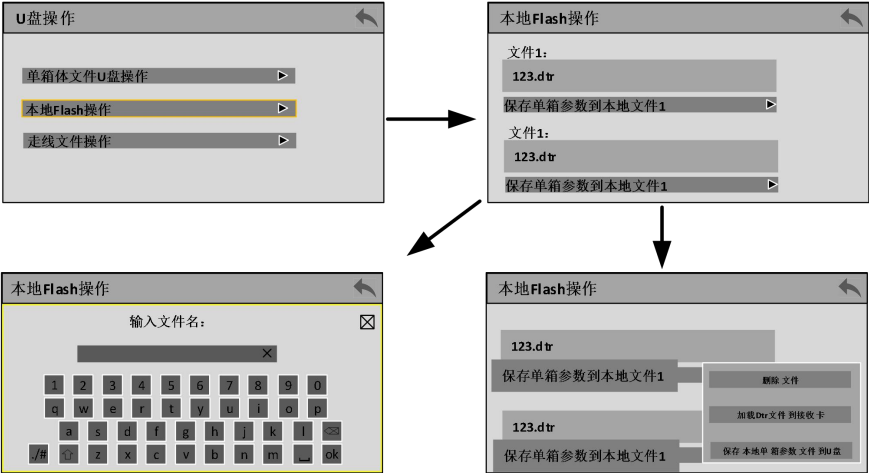 U盘操作
单箱体文件U盘操作
本地Flash操作
走线文件操作
本地Flash操作
文件1：
123.dtr
保存单箱参数到本地文件1
文件1：
123.dtr
保存单箱参数到本地文件1
本地Flash操作
输入文件名：
1 2 3 4 5 6 7 8 9 0
q w e r t y u i o p
a s d f g h j k l
./# z x c v b n m ok
本地Flash操作
123.dtr
保存单箱参数到本地文件1
删除 文件
加载Dtr文件 到接收 卡
123.dtr
保存单箱参数到本地文件1
保存 本地单 箱参数 文件 到U 盘